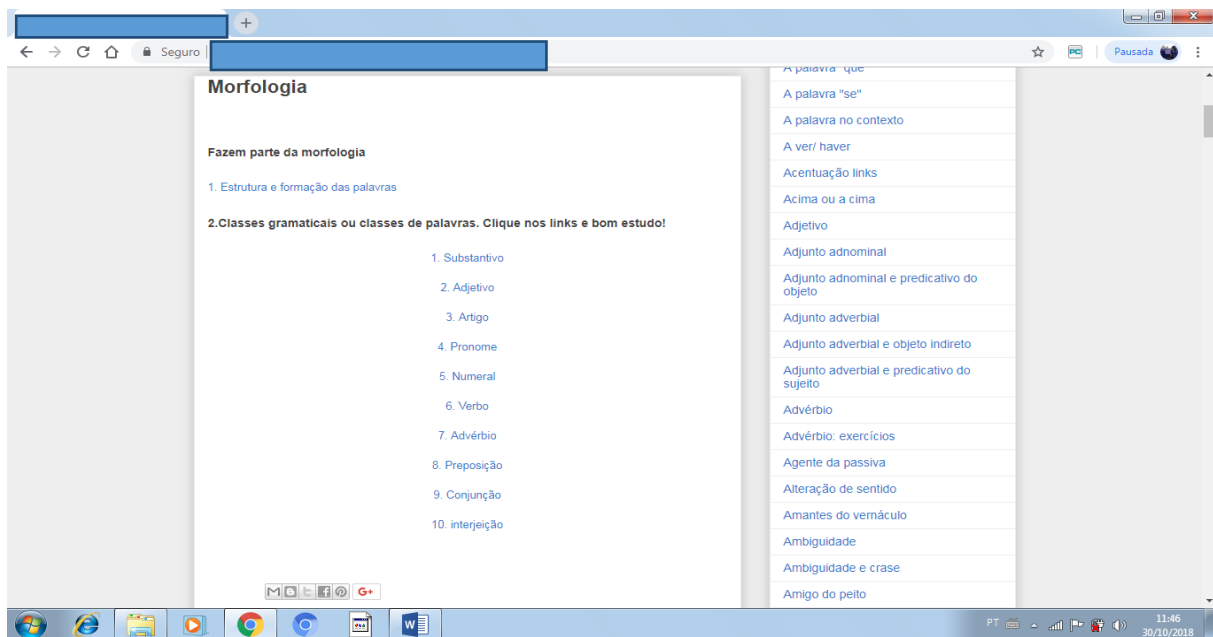 Seguro
Pausada
Morfologia
Fazem parte da morfologia
1. Estrutura e formação das palavras
2.Classes gramaticais ou classes de palavras. Clique nos links e bom estudo!
1. Substantivo
2. Adjetivo
3. Artigo
4. Pronome
5. Numeral
6. Verbo
7. Advérbio
8. Preposição
9. Conjunção
10. interjeição
G+
A palavra "que"
A palavra "se"
A palavra no contexto
A ver/ haver
Acentuação links
Acima ou a cima
Adjetivo
Adjunto adnominal
Adjunto adnominal e predicativo do
objeto
Adjunto adverbial
Adjunto adverbial e objeto indireto
Adjunto adverbial e predicativo do
sujeito
Advérbio
Advérbio: exercícios
Agente da passiva
Alteração de sentido
Amantes do vernáculo
Ambiguidade
Ambiguidade e crase
Amigo do peito
PT
11:46
30/10/2018